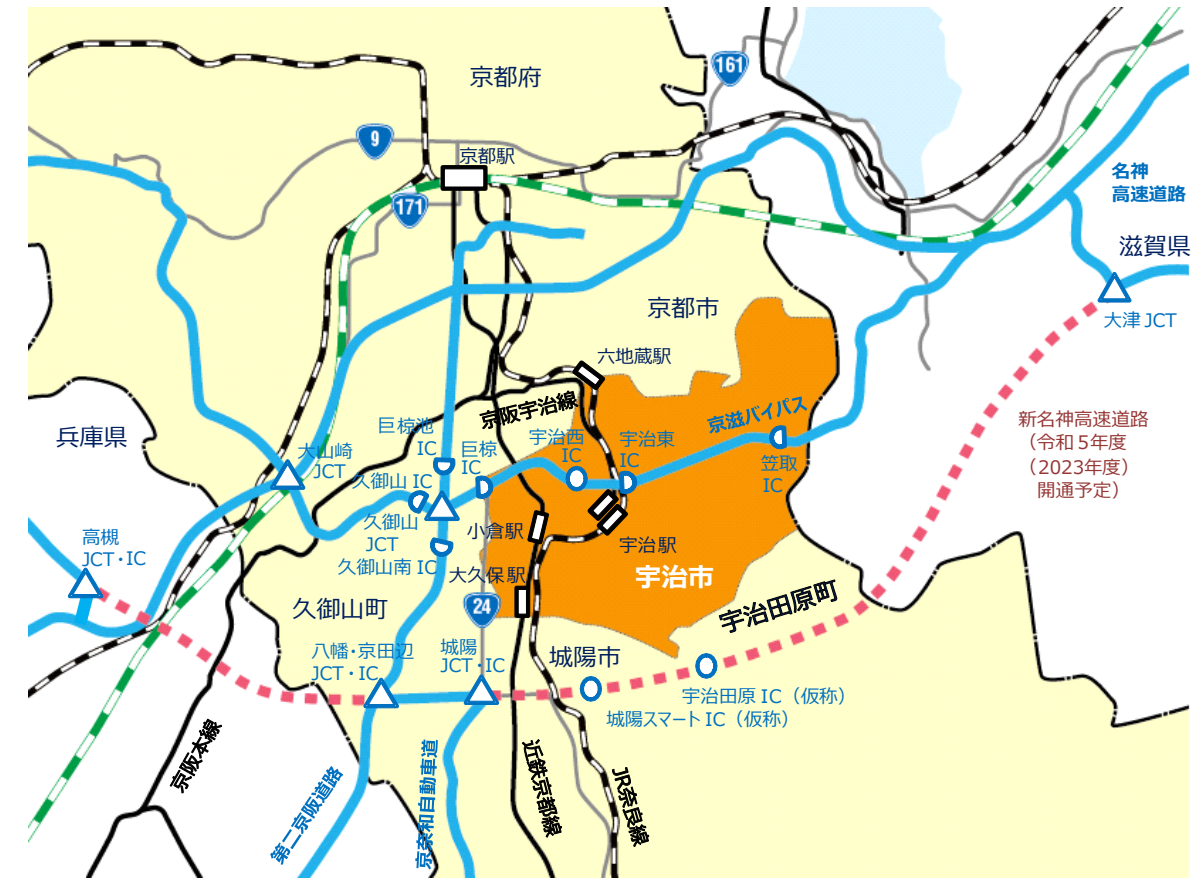 京都府
161
9
京都駅
171
名神
高速道路
滋賀県
京都市
大津 JCT
六地蔵駅
京阪宇治線
京滋バイパス
新名神高速道路
（令和５年度
（2023年度）
開通予定）
兵庫県
大山崎
JCT
巨椋池
IC
巨椋
IC
宇治西
IC
宇治東
IC
笠取
IC
久御山 IC
久御山
JCT
久御山南 IC
小倉駅
宇治駅
高槻
JCT・IC
大久保駅
宇治市
24
久御山町
宇治田原町
八幡・京田辺
JCT・IC
城陽
JCT・IC
城陽市
宇治田原 IC（仮称）
城陽スマート IC（仮称）
京阪本線
第二京阪道路
京奈和自動車道
近鉄京都線
JR奈良線